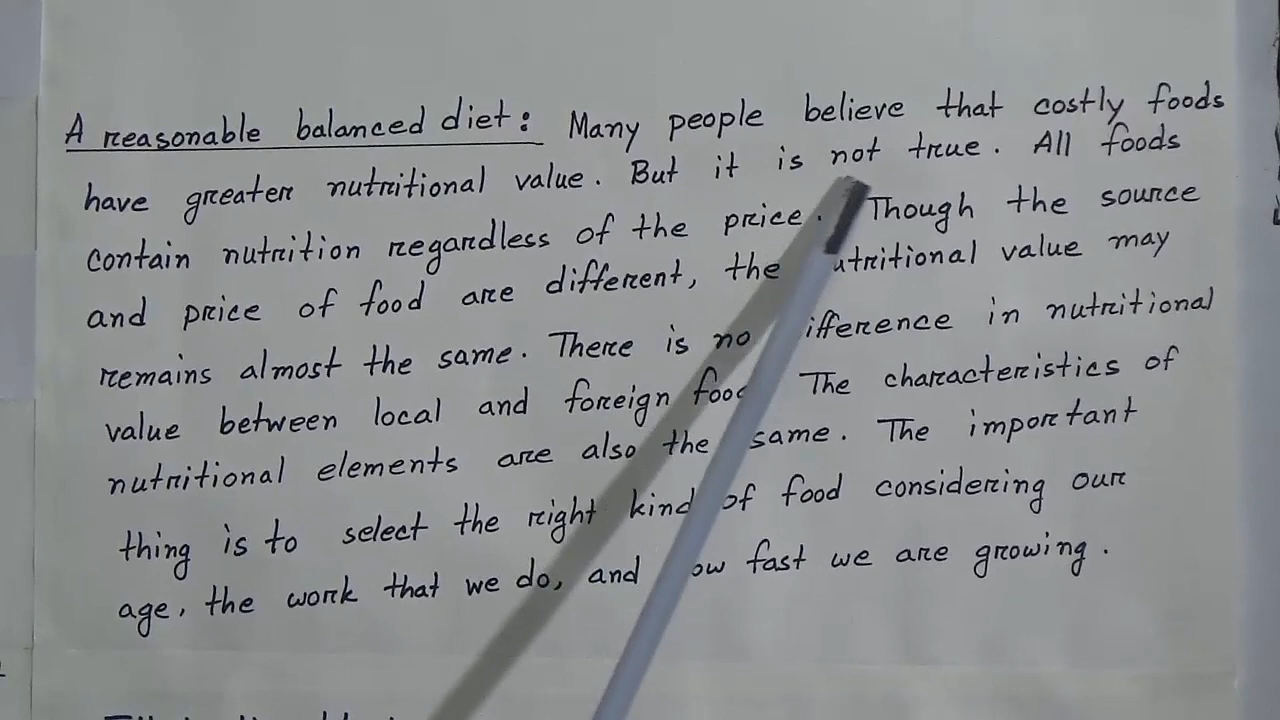 A reasonable balanced diet: Many people believe that costly foods
have greater nutritional value. But it is not true. All foods
contain nutrition regardless of the price. Though the source
and price of food are different, the utritional value may
remains almost the same. There is no ifference in nutritional
value between local and foreign food The characteristics of
nutritional elements are also the same. The important
thing is to select the right kind of food considering our
age, the work that we do, and ow fast we are growing.